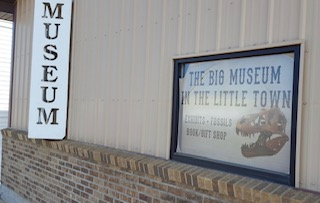 MUSEUM
THE BIG MUSEUM
IN THE LITTLE TOWN
EXHIBITS • FOSSILS
BOOK/GIFT SHOP